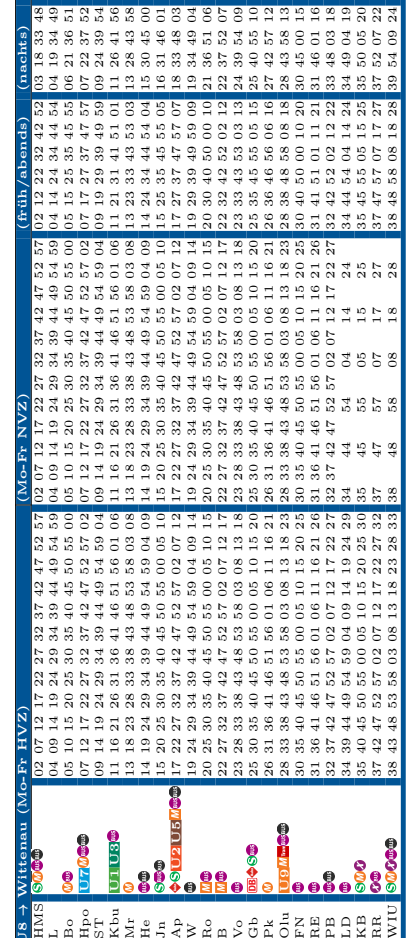 U8 → Wittenau (Mo-Fr HVZ) (Mo-Fr NVZ) (früh/abends) (nachts)
HMS S M 02 07 12 17 22 27 32 37 42 47 52 57 02 07 12 17 22 27 32 37 42 47 52 57 02 12 22 32 42 52 03 18 33 48
L 04 09 14 19 24 29 34 39 44 49 54 59 04 09 14 19 24 29 34 39 44 49 54 59 04 14 24 34 44 54 04 19 34 49
Bo M 05 10 15 20 25 30 35 40 45 50 55 00 05 10 15 20 25 30 35 40 45 50 55 00 05 15 25 35 45 55 06 21 36 51
Hpo U7 M 07 12 17 22 27 32 37 42 47 52 57 02 07 12 17 22 27 32 37 42 47 52 57 02 07 17 27 37 47 57 07 22 37 52
ST 09 14 19 24 29 34 39 44 49 54 59 04 09 14 19 24 29 34 39 44 49 54 59 04 09 19 29 39 49 59 09 24 39 54
Kbu U1 U3 11 16 21 26 31 36 41 46 51 56 01 06 11 16 21 26 31 36 41 46 51 56 01 06 11 21 31 41 51 01 11 26 41 56
Mr M 13 18 23 28 33 38 43 48 53 58 03 08 13 18 23 28 33 38 43 48 53 58 03 08 13 23 33 43 53 03 13 28 43 58
He 14 19 24 29 34 39 44 49 54 59 04 09 14 19 24 29 34 39 44 49 54 59 04 09 14 24 34 44 54 04 15 30 45 00
Jn S 15 20 25 30 35 40 45 50 55 00 05 10 15 20 25 30 35 40 45 50 55 00 05 10 15 25 35 45 55 05 16 31 46 01
Ap S U2 U5 M 17 22 27 32 37 42 47 52 57 02 07 12 17 22 27 32 37 42 47 52 57 02 07 12 17 27 37 47 57 07 18 33 48 03
W 19 24 29 34 39 44 49 54 59 04 09 14 19 24 29 34 39 44 49 54 59 04 09 14 19 29 39 49 59 09 19 34 49 04
Ro M 20 25 30 35 40 45 50 55 00 05 10 15 20 25 30 35 40 45 50 55 00 05 10 15 20 30 40 50 00 10 21 36 51 06
B M 22 27 32 37 42 47 52 57 02 07 12 17 22 27 32 37 42 47 52 57 02 07 12 17 22 32 42 52 02 12 22 37 52 07
Vo 23 28 33 38 43 48 53 58 03 08 13 18 23 28 33 38 43 48 53 58 03 08 13 18 23 33 43 53 03 13 24 39 54 09
Gb DB S 25 30 35 40 45 50 55 00 05 10 15 20 25 30 35 40 45 50 55 00 05 10 15 20 25 35 45 55 05 15 25 40 55 10
Pk M 26 31 36 41 46 51 56 01 06 11 16 21 26 31 36 41 46 51 56 01 06 11 16 21 26 36 46 56 06 16 27 42 57 12
Olu U9 M 28 33 38 43 48 53 58 03 08 13 18 23 28 33 38 43 48 53 58 03 08 13 18 23 28 38 48 58 08 18 28 43 58 13
FN 30 35 40 45 50 55 00 05 10 15 20 25 30 35 40 45 50 55 00 05 10 15 20 25 30 40 50 00 10 20 30 45 00 15
RE 31 36 41 46 51 56 01 06 11 16 21 26 31 36 41 46 51 56 01 06 11 16 21 26 31 41 51 01 11 21 31 46 01 16
PB 32 37 42 47 52 57 02 07 12 17 22 27 32 37 42 47 52 57 02 07 12 17 22 27 32 42 52 02 12 22 33 48 03 18
LD 34 39 44 49 54 59 04 09 14 19 24 29 34 44 54 04 14 24 34 44 54 04 14 24 34 49 04 19
KB S M X 35 40 45 50 55 00 05 10 15 20 25 30 35 45 55 05 15 25 35 45 55 05 15 25 35 50 05 20
RR X 37 42 47 52 57 02 07 12 17 22 27 32 37 47 57 07 17 27 37 47 57 07 17 27 37 52 07 22
WIU S M X 38 43 48 53 58 03 08 13 18 23 28 33 38 48 58 08 18 28 38 48 58 08 18 28 39 54 09 24